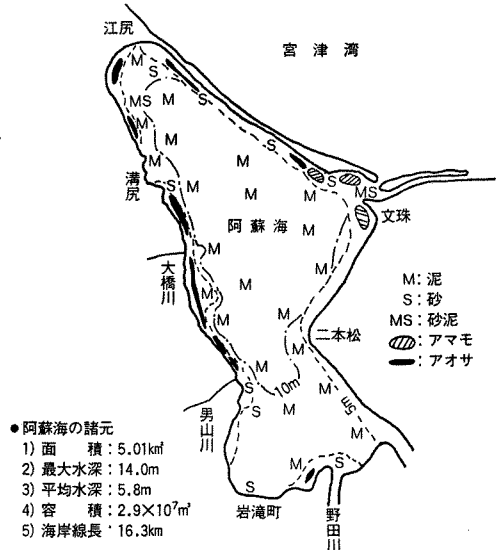 江尻
宮津湾
M
S
MS
M
S
M
M
M
S
M
S
M
M
M
M
S
MS
溝尻
阿蘇海
M
文珠
大橋川
M
M
M
M
M
M
M
二本松
M
M
10m
5m
S
S
M
M
M
男山川
M
S
S
岩滝町
野田川
M:泥
S:砂
MS:砂泥
:アマモ
:アオサ
●阿蘇海の諸元
1) 面 積:5.01km²
2) 最大水深:14.0m
3) 平均水深:5.8m
4) 容 積:2.9×10⁷m³
5) 海岸線長:16.3km